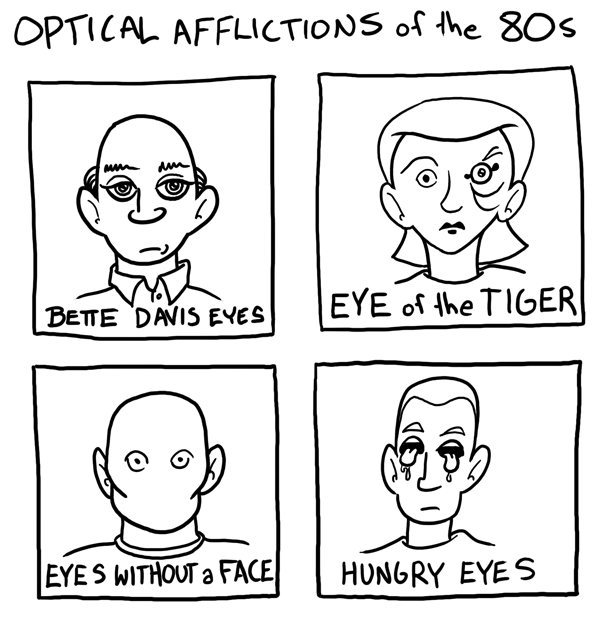 OPTICAL AFFLICTIONS of the 80s
BETTE DAVIS EYES
EYE of the TIGER
EYES WITHOUT a FACE
HUNGRY EYES